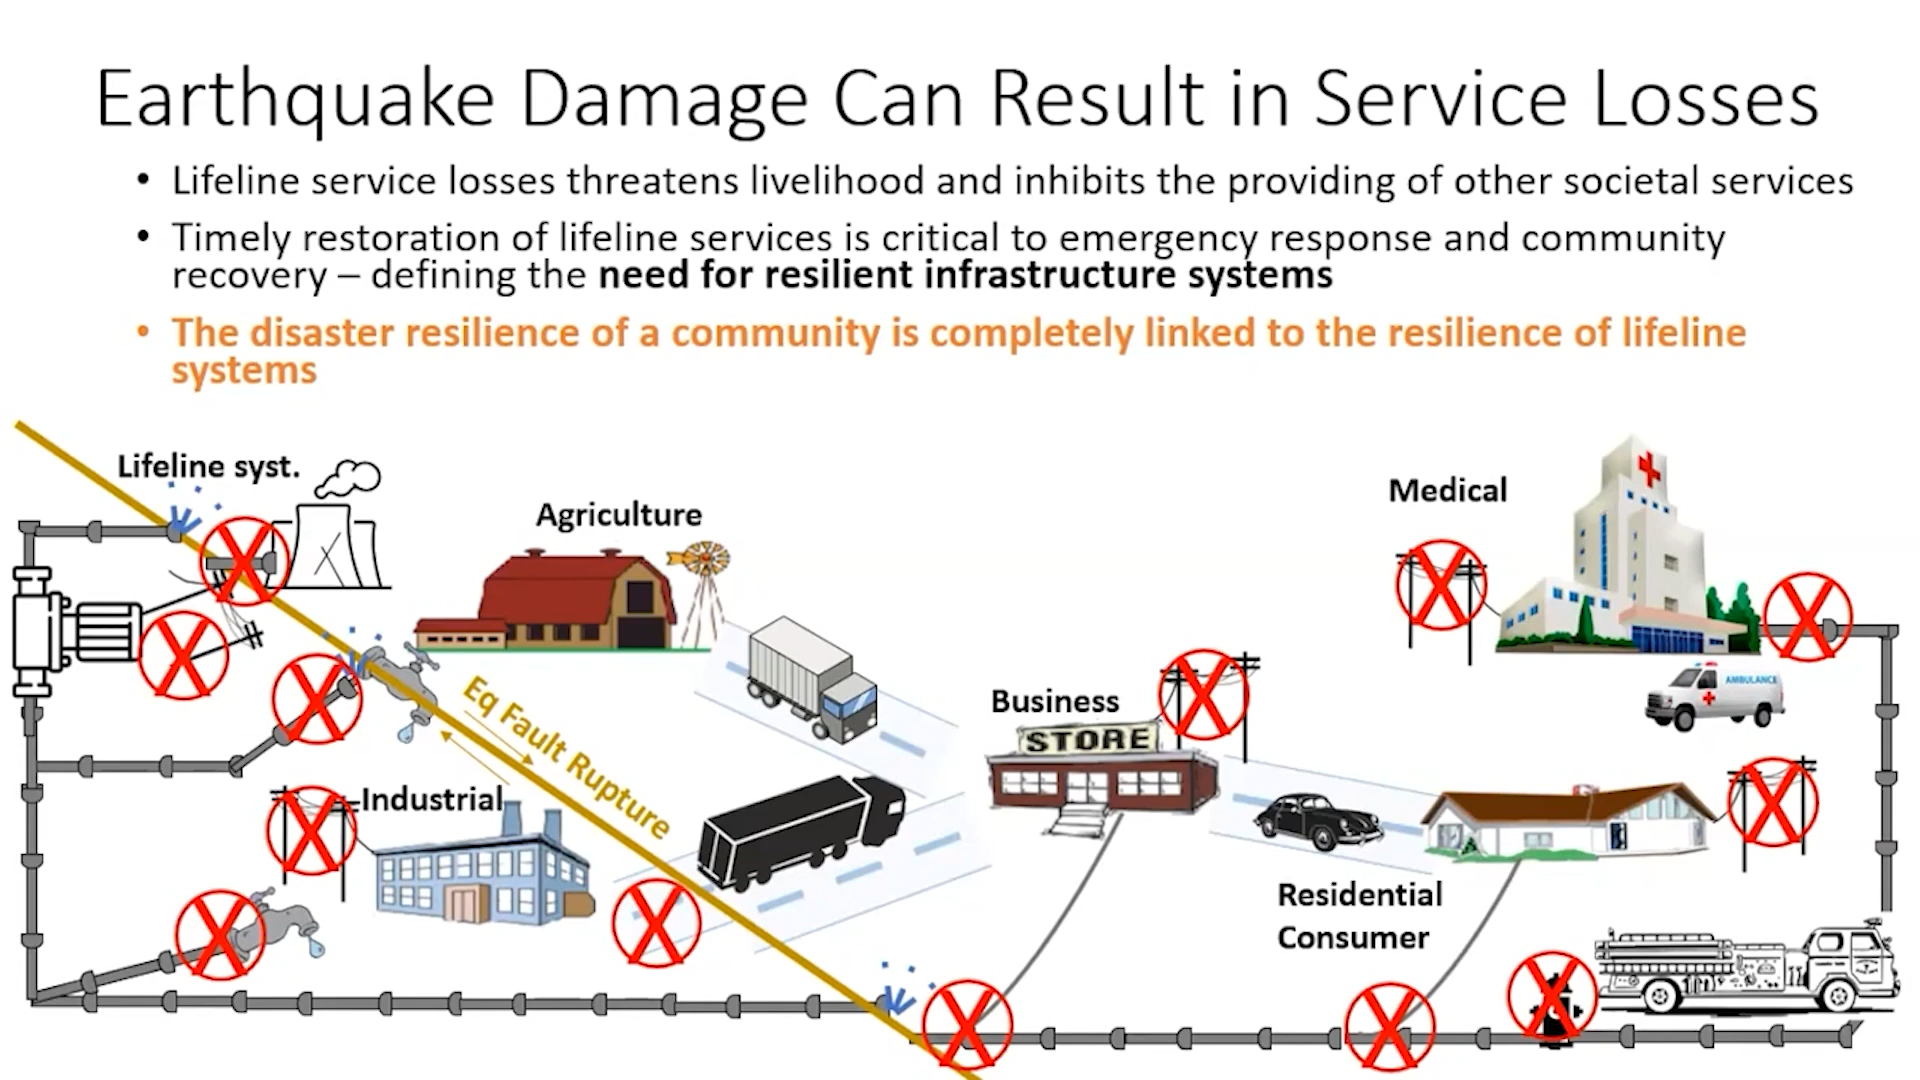 Earthquake Damage Can Result in Service Losses
• Lifeline service losses threatens livelihood and inhibits the providing of other societal services
• Timely restoration of lifeline services is critical to emergency response and community
recovery – defining the need for resilient infrastructure systems
• The disaster resilience of a community is completely linked to the resilience of lifeline
systems
Lifeline syst.
Agriculture
Medical
AMBULANCE
Eq Fault Rupture
Business
STORE
Industrial
Residential
Consumer